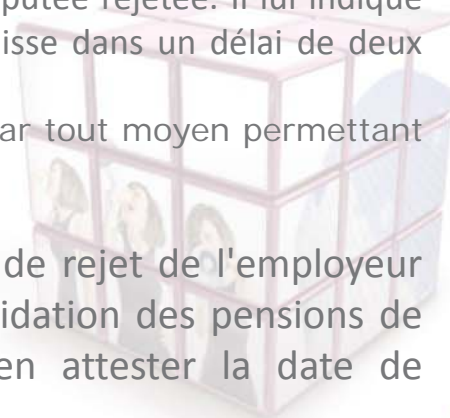 putée rejetée. Il lui indique
isse dans un délai de deux
ar tout moyen permettant
de rejet de l'employeur
idation des pensions de
en attester la date de